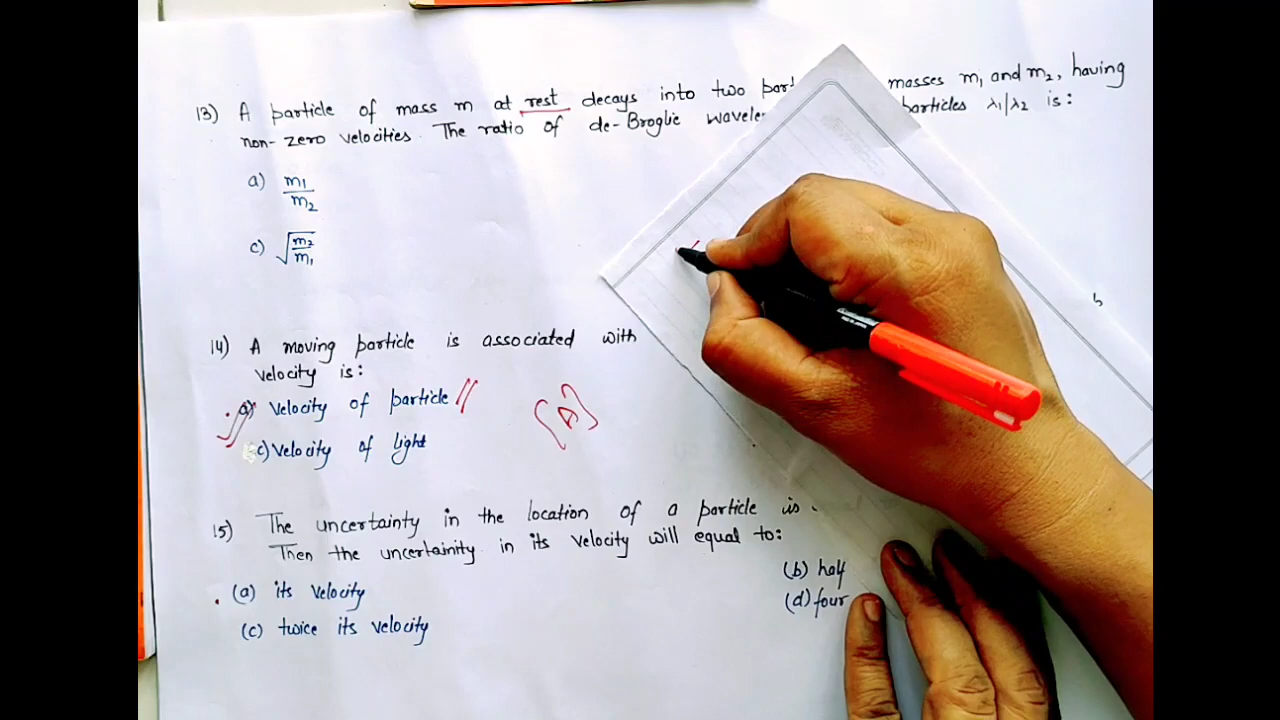 13) A particle of mass m at rest decays into two part masses m₁ and m₂, having
non-zero velocities. The ratio of de-Broglie wavele particles λ₁/λ₂ is:
a) m₁/m₂
c) √m₂/m₁
14) A moving particle is associated with
velocity is:
a) velocity of particle
[A]
c) Velocity of light
15) The uncertainty in the location of a particle is
Then the uncertainity in its velocity will equal to:
(a) its velocity
(b) half
(c) twice its velocity
(d) four